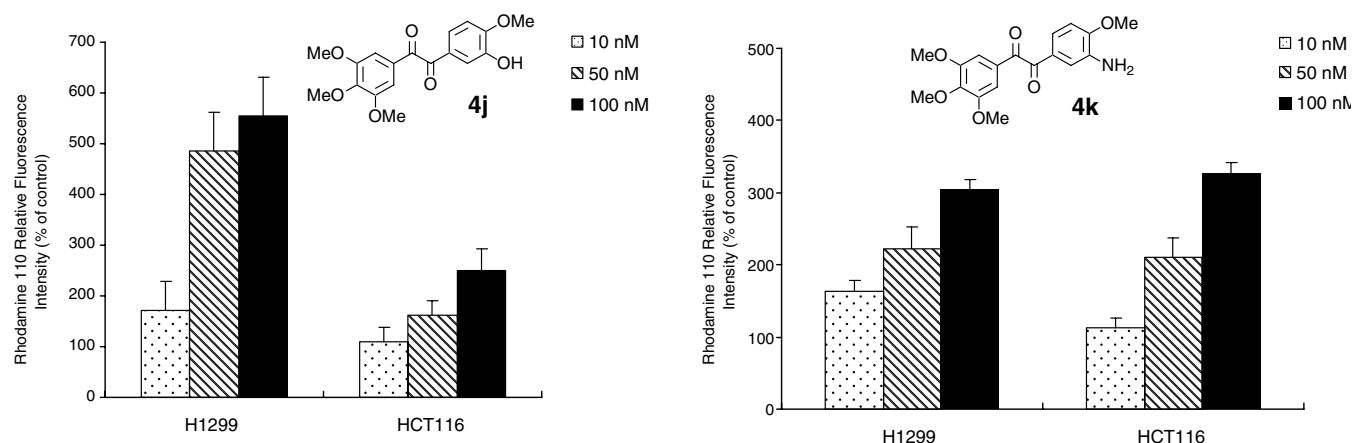 Rhodamine 110 Relative Fluorescence
Intensity (% of control)
700
600
500
400
300
200
100
0
H1299
HCT116
MeO
MeO
OMe
O
O
OMe
OH
4j
10 nM
50 nM
100 nM
Rhodamine 110 Relative Fluorescence
Intensity (% of control)
500
400
300
200
100
0
H1299
HCT116
MeO
MeO
OMe
O
O
OMe
NH2
4k
10 nM
50 nM
100 nM